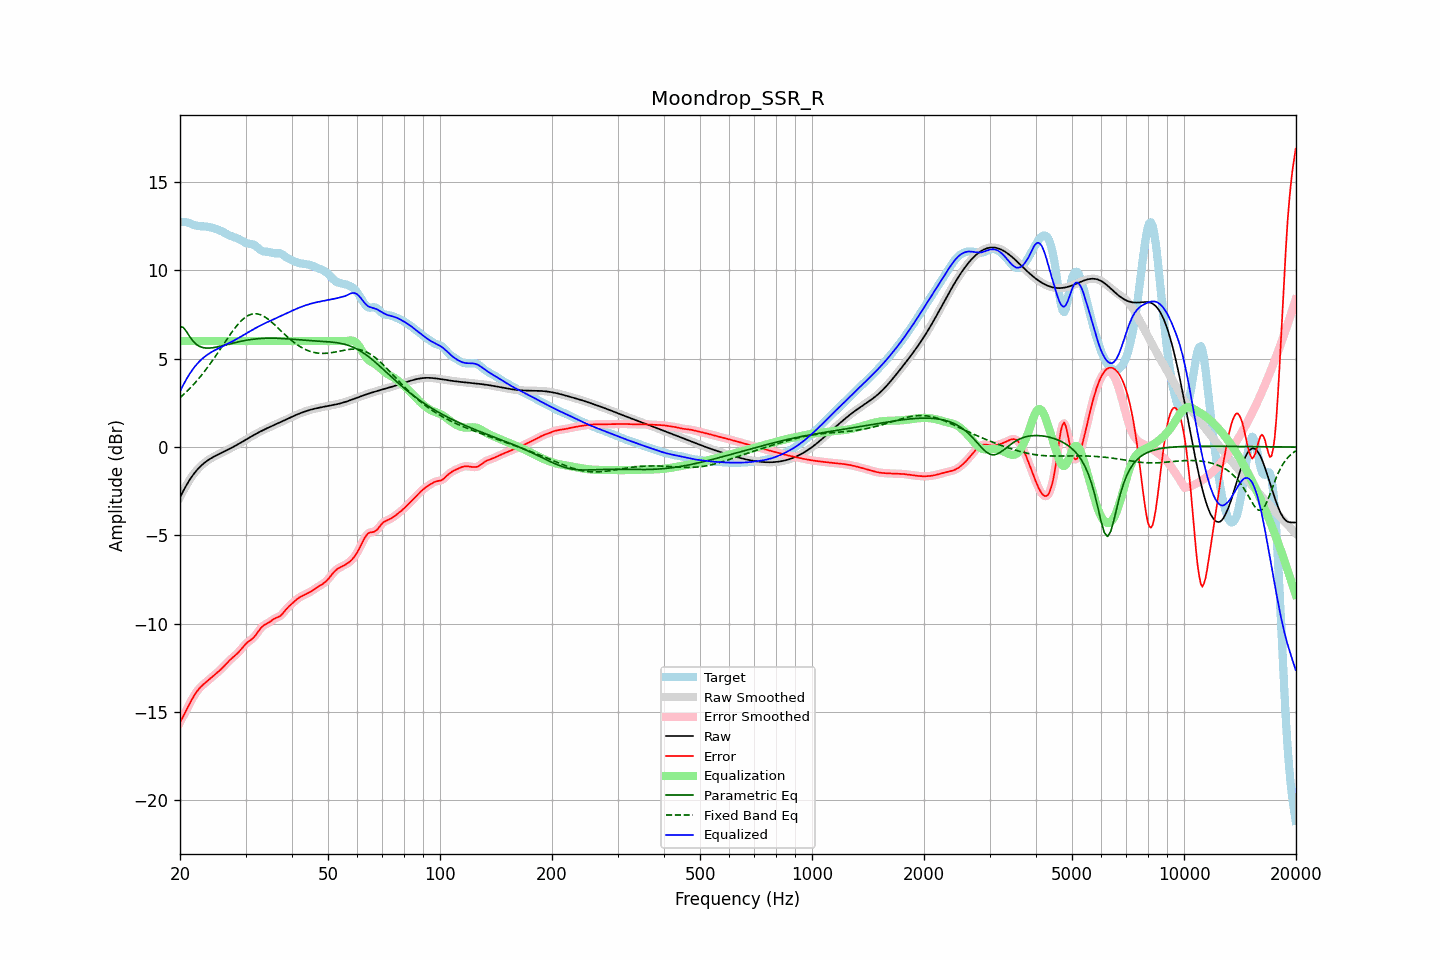 Moondrop_SSR_R
Amplitude (dBr)
15
10
5
0
−5
−10
−15
−20
Target
Raw Smoothed
Error Smoothed
Raw
Error
Equalization
Parametric Eq
Fixed Band Eq
Equalized
20
50
100
200
500
1000
2000
5000
10000
20000
Frequency (Hz)